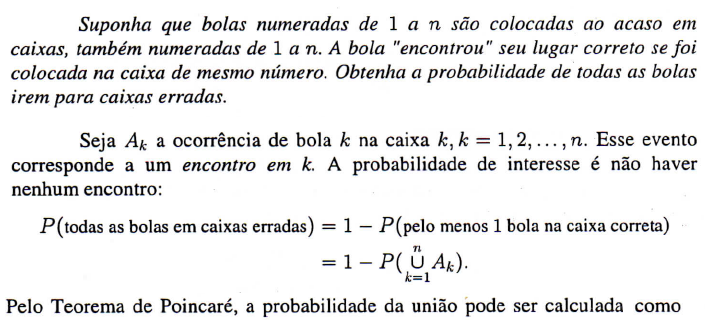 Suponha que bolas numeradas de 1 a n são colocadas ao acaso em
caixas, também numeradas de 1 a n. A bola "encontrou" seu lugar correto se foi
colocada na caixa de mesmo número. Obtenha a probabilidade de todas as bolas
irem para caixas erradas.
Seja A_k a ocorrência de bola k na caixa k, k = 1, 2, ..., n. Esse evento
corresponde a um encontro em k. A probabilidade de interesse é não haver
nenhum encontro:
P(todas as bolas em caixas erradas) = 1 − P(pelo menos 1 bola na caixa correta)
= 1 − P(∪_{k=1}^{n} A_k).
Pelo Teorema de Poincaré, a probabilidade da união pode ser calculada como